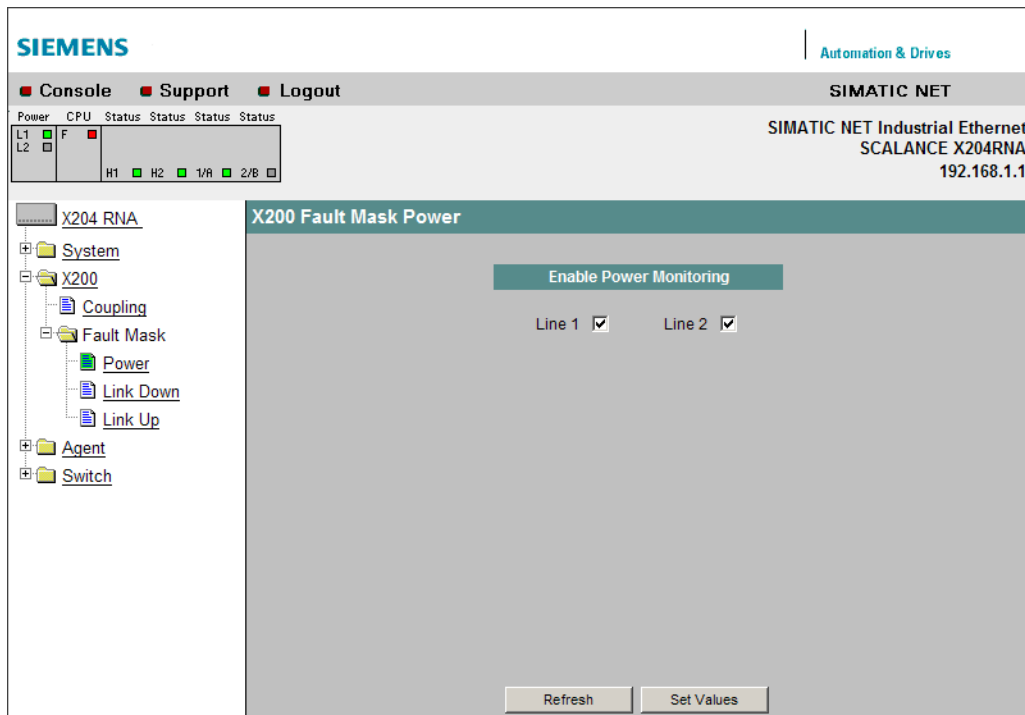 SIEMENS
Automation & Drives
Console Support Logout SIMATIC NET
Power CPU Status Status Status Status
L1 F
L2
H1 H2 1/A 2/B
SIMATIC NET Industrial Ethernet
SCALANCE X204RNA
192.168.1.1
X204 RNA
System
X200
Coupling
Fault Mask
Power
Link Down
Link Up
Agent
Switch
X200 Fault Mask Power
Enable Power Monitoring
Line 1 Line 2
Refresh Set Values